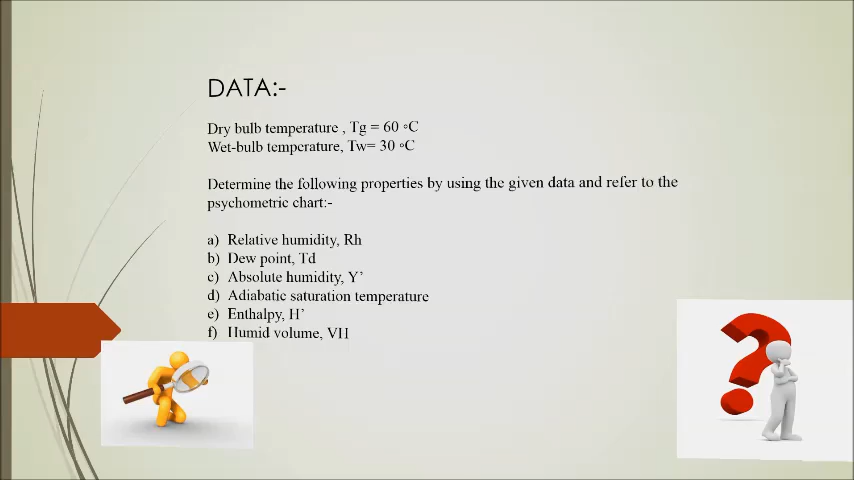 DATA:-
Dry bulb temperature , Tg = 60 ∘C
Wet-bulb temperature, Tw= 30 ∘C
Determine the following properties by using the given data and refer to the
psychometric chart:-
a) Relative humidity, Rh
b) Dew point, Td
c) Absolute humidity, Y’
d) Adiabatic saturation temperature
e) Enthalpy, H’
f) Humid volume, VH